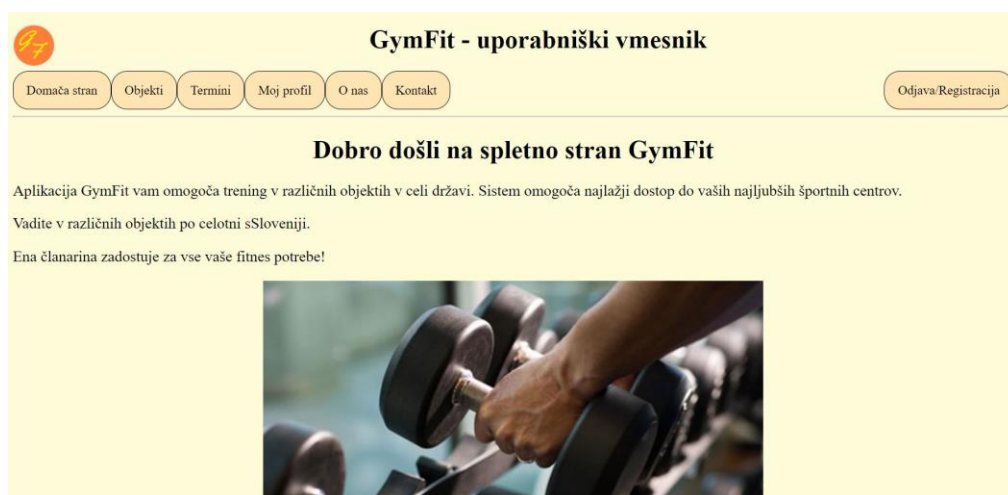 GF
GymFit - uporabniški vmesnik
Domača stran
Objekti
Termini
Moj profil
O nas
Kontakt
Odjava/Registracija
Dobro došli na spletno stran GymFit
Aplikacija GymFit vam omogoča trening v različnih objektih v celi državi. Sistem omogoča najlažji dostop do vaših najljubših športnih centrov.
Vadite v različnih objektih po celotni sSloveniji.
Ena članarina zadostuje za vse vaše fitnes potrebe!